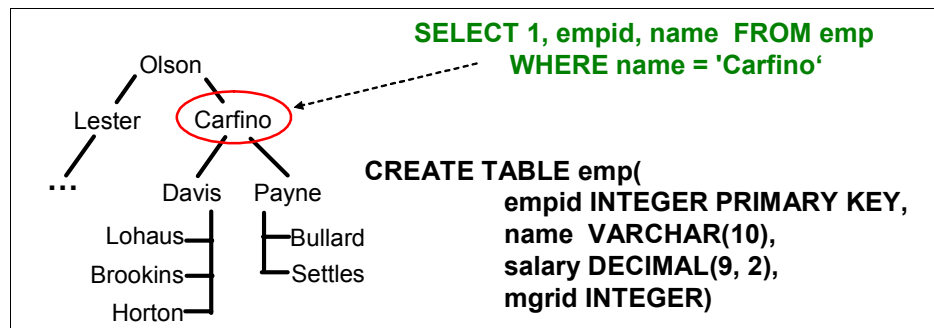 SELECT 1, empid, name FROM emp
WHERE name = 'Carfino‘
Olson
Lester
Carfino
...
Davis
Payne
Lohaus
Bullard
Brookins
Settles
Horton
CREATE TABLE emp(
empid INTEGER PRIMARY KEY,
name VARCHAR(10),
salary DECIMAL(9, 2),
mgrid INTEGER)